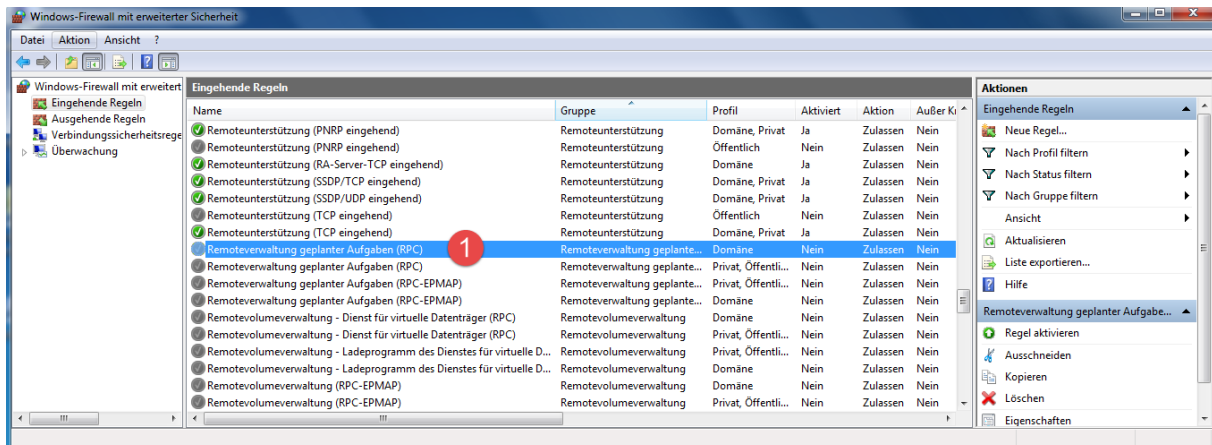 Windows-Firewall mit erweiterter Sicherheit
Datei Aktion Ansicht ?
Windows-Firewall mit erweitert
Eingehende Regeln
Ausgehende Regeln
Verbindungssicherheitsrege
Überwachung
Eingehende Regeln
Name Gruppe Profil Aktiviert Aktion Außer Kr
Remoteunterstützung (PNRP eingehend) Remoteunterstützung Domäne, Privat Ja Zulassen Nein
Remoteunterstützung (PNRP eingehend) Remoteunterstützung Öffentlich Nein Zulassen Nein
Remoteunterstützung (RA-Server-TCP eingehend) Remoteunterstützung Domäne Ja Zulassen Nein
Remoteunterstützung (SSDP/TCP eingehend) Remoteunterstützung Domäne, Privat Ja Zulassen Nein
Remoteunterstützung (SSDP/UDP eingehend) Remoteunterstützung Domäne, Privat Ja Zulassen Nein
Remoteunterstützung (TCP eingehend) Remoteunterstützung Öffentlich Nein Zulassen Nein
Remoteunterstützung (TCP eingehend) Remoteunterstützung Domäne, Privat Ja Zulassen Nein
Remoteverwaltung geplanter Aufgaben (RPC) 1 Remoteverwaltung geplante... Domäne Nein Zulassen Nein
Remoteverwaltung geplanter Aufgaben (RPC) Remoteverwaltung geplante... Privat, Öffentli... Nein Zulassen Nein
Remoteverwaltung geplanter Aufgaben (RPC-EPMAP) Remoteverwaltung geplante... Privat, Öffentli... Nein Zulassen Nein
Remoteverwaltung geplanter Aufgaben (RPC-EPMAP) Remoteverwaltung geplante... Domäne Nein Zulassen Nein
Remotevolumeverwaltung - Dienst für virtuelle Datenträger (RPC) Remotevolumeverwaltung Domäne Nein Zulassen Nein
Remotevolumeverwaltung - Dienst für virtuelle Datenträger (RPC) Remotevolumeverwaltung Privat, Öffentli... Nein Zulassen Nein
Remotevolumeverwaltung - Ladeprogramm des Dienstes für virtuelle D... Remotevolumeverwaltung Privat, Öffentli... Nein Zulassen Nein
Remotevolumeverwaltung - Ladeprogramm des Dienstes für virtuelle D... Remotevolumeverwaltung Domäne Nein Zulassen Nein
Remotevolumeverwaltung (RPC-EPMAP) Remotevolumeverwaltung Domäne Nein Zulassen Nein
Remotevolumeverwaltung (RPC-EPMAP) Remotevolumeverwaltung Privat, Öffentli... Nein Zulassen Nein
Aktionen
Eingehende Regeln
Neue Regel...
Nach Profil filtern
Nach Status filtern
Nach Gruppe filtern
Ansicht
Aktualisieren
Liste exportieren...
Hilfe
Remoteverwaltung geplanter Aufgabe...
Regel aktivieren
Ausschneiden
Kopieren
Löschen
Eigenschaften